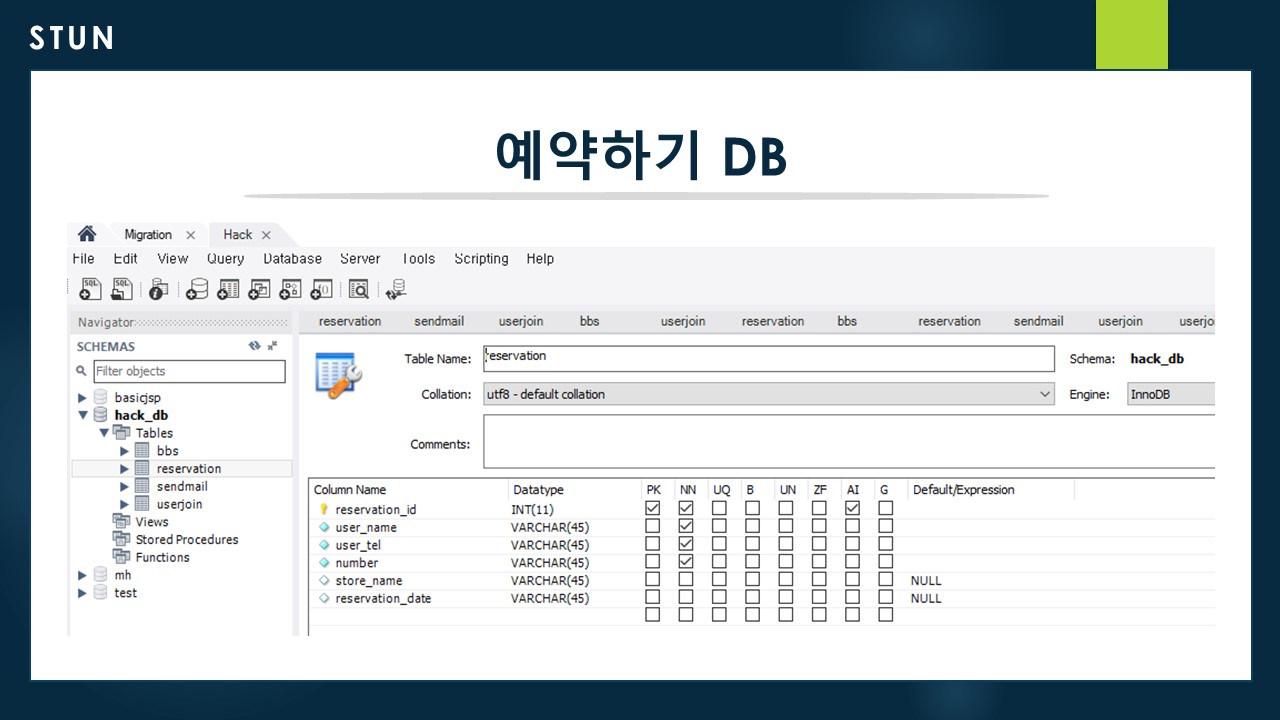 STUN
예약하기 DB
Migration Hack
File Edit View Query Database Server Tools Scripting Help
Navigator
reservation sendmail userjoin bbs userjoin reservation bbs reservation sendmail userjoin userjo
SCHEMAS
Filter objects
basicjsp
hack_db
Tables
bbs
reservation
sendmail
userjoin
Views
Stored Procedures
Functions
mh
test
Table Name: reservation Schema: hack_db
Collation: utf8 - default collation Engine: InnoDB
Comments:
Column Name Datatype PK NN UQ B UN ZF AI G Default/Expression
reservation_id INT(11)
user_name VARCHAR(45)
user_tel VARCHAR(45)
number VARCHAR(45)
store_name VARCHAR(45) NULL
reservation_date VARCHAR(45) NULL